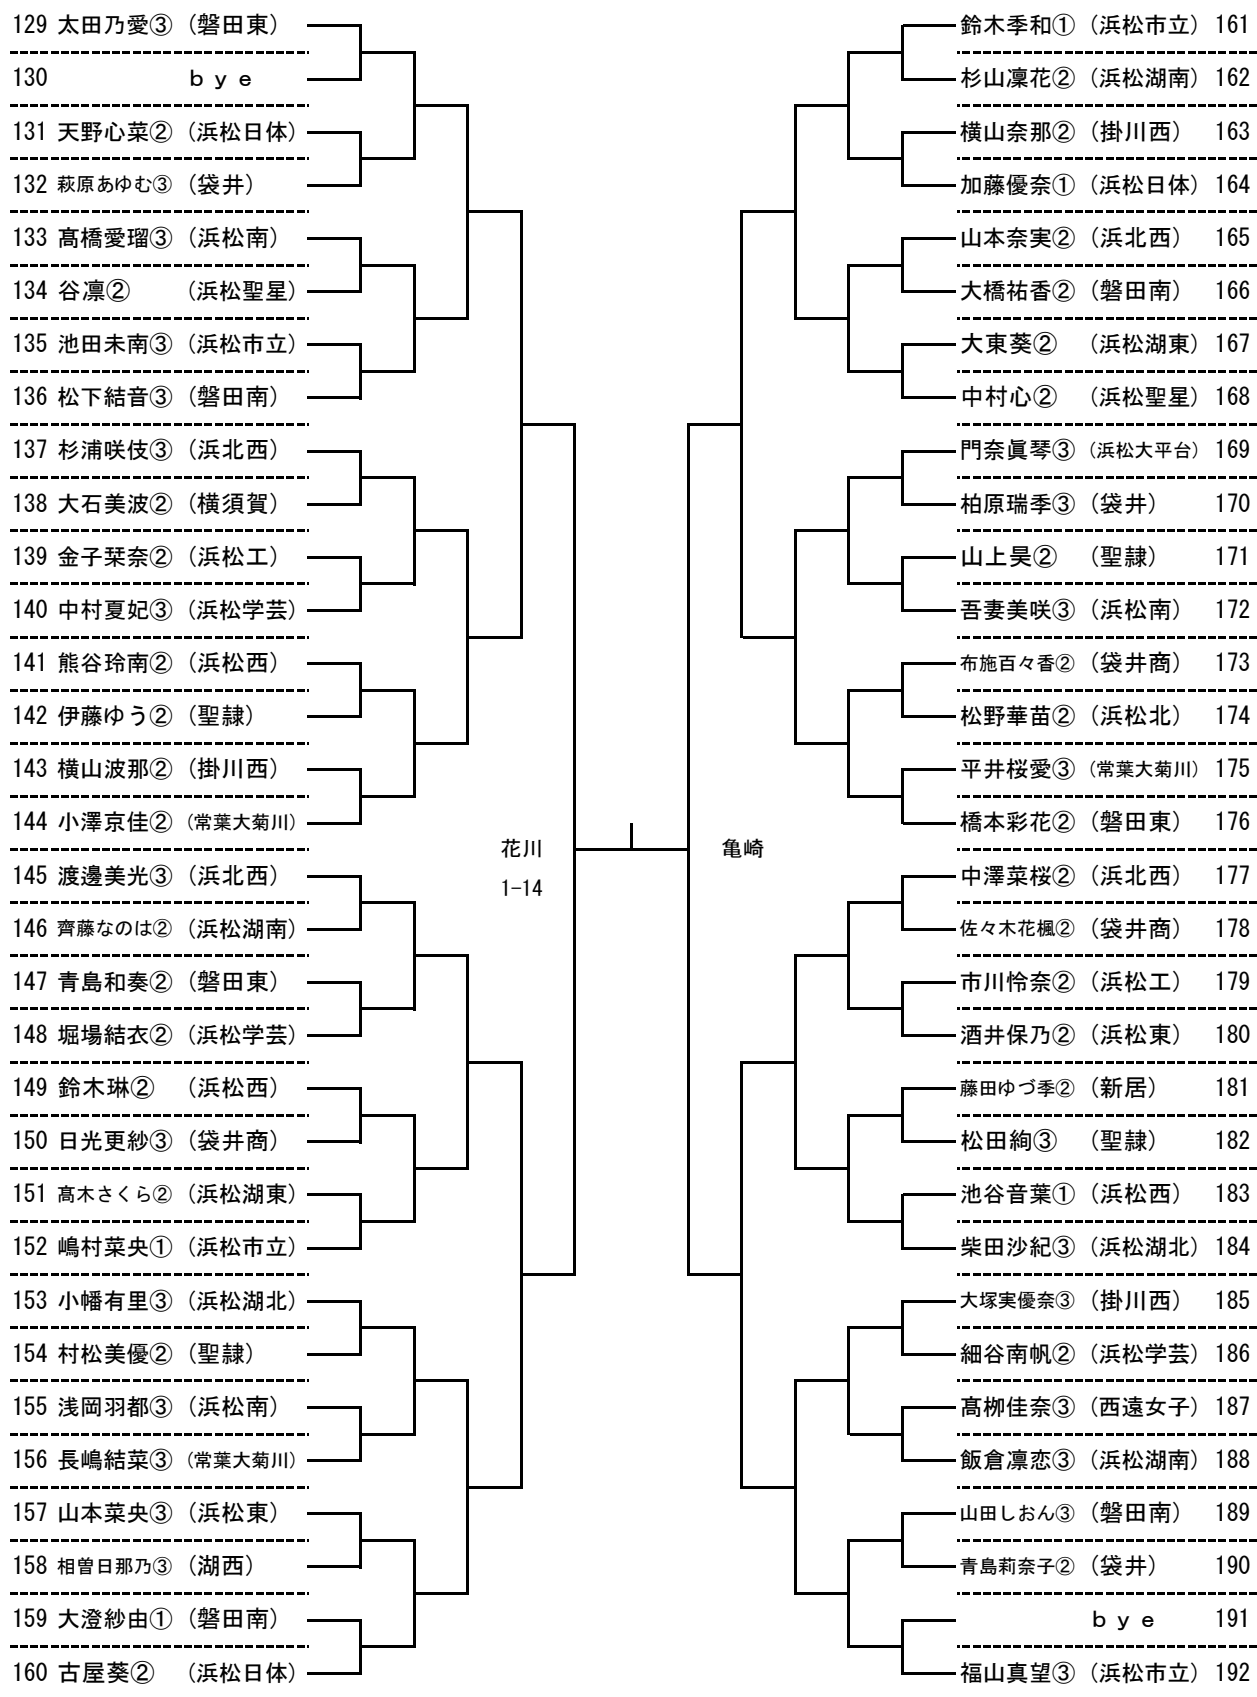 129 太田乃愛③（磐田東）
130 ｂｙｅ
131 天野心菜②（浜松日体）
132 萩原あゆむ③（袋井）
133 髙橋愛瑠③（浜松南）
134 谷凛②（浜松聖星）
135 池田未南③（浜松市立）
136 松下結音③（磐田南）
137 杉浦咲伎③（浜北西）
138 大石美波②（横須賀）
139 金子栞奈②（浜松工）
140 中村夏妃③（浜松学芸）
141 熊谷玲南②（浜松西）
142 伊藤ゆう②（聖隷）
143 横山波那②（掛川西）
144 小澤京佳②（常葉大菊川）
145 渡邊美光③（浜北西）
146 齊藤なのは②（浜松湖南）
147 青島和奏②（磐田東）
148 堀場結衣②（浜松学芸）
149 鈴木琳②（浜松西）
150 日光更紗③（袋井商）
151 髙木さくら②（浜松湖東）
152 嶋村菜央①（浜松市立）
153 小幡有里③（浜松湖北）
154 村松美優②（聖隷）
155 浅岡羽都③（浜松南）
156 長嶋結菜③（常葉大菊川）
157 山本菜央③（浜松東）
158 相曽日那乃③（湖西）
159 大澄紗由①（磐田南）
160 古屋葵②（浜松日体）
花川
1-14
亀崎
鈴木季和①（浜松市立）161
杉山凜花②（浜松湖南）162
横山奈那②（掛川西）163
加藤優奈①（浜松日体）164
山本奈実②（浜北西）165
大橋祐香②（磐田南）166
大東葵②（浜松湖東）167
中村心②（浜松聖星）168
門奈眞琴③（浜松大平台）169
柏原瑞季③（袋井）170
山上昊②（聖隷）171
吾妻美咲③（浜松南）172
布施百々香②（袋井商）173
松野華苗②（浜松北）174
平井桜愛③（常葉大菊川）175
橋本彩花②（磐田東）176
中澤菜桜②（浜北西）177
佐々木花楓②（袋井商）178
市川怜奈②（浜松工）179
酒井保乃②（浜松東）180
藤田ゆづ季②（新居）181
松田絢③（聖隷）182
池谷音葉①（浜松西）183
柴田沙紀③（浜松湖北）184
大塚実優奈③（掛川西）185
細谷南帆②（浜松学芸）186
髙栁佳奈③（西遠女子）187
飯倉凛恋③（浜松湖南）188
山田しおん③（磐田南）189
青島莉奈子②（袋井）190
ｂｙｅ 191
福山真望③（浜松市立）192